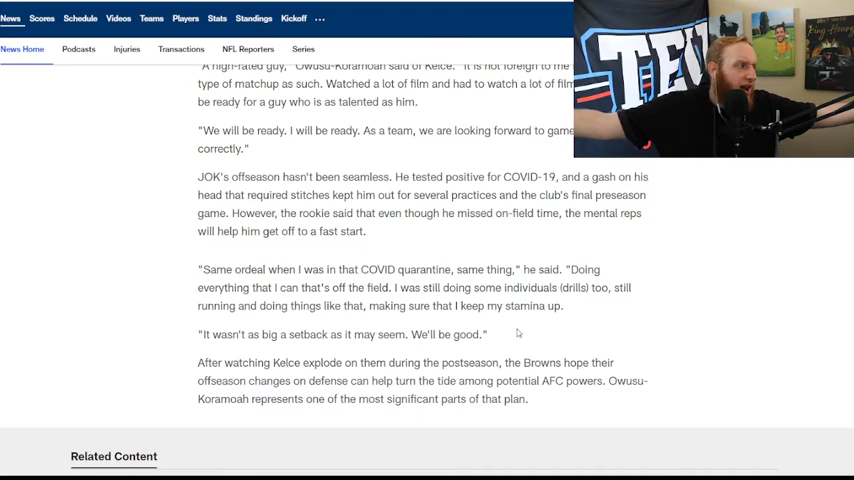 News Scores Schedule Videos Teams Players Stats Standings Kickoff ...
News Home Podcasts Injuries Transactions NFL Reporters Series
"A high-rated guy," Owusu-Koramoah said of Kelce. "It is not foreign to me
type of matchup as such. Watched a lot of film and had to watch a lot of film
be ready for a guy who is as talented as him.
"We will be ready. I will be ready. As a team, we are looking forward to game
correctly."
JOK's offseason hasn't been seamless. He tested positive for COVID-19, and a gash on his
head that required stitches kept him out for several practices and the club's final preseason
game. However, the rookie said that even though he missed on-field time, the mental reps
will help him get off to a fast start.
"Same ordeal when I was in that COVID quarantine, same thing," he said. "Doing
everything that I can that's off the field. I was still doing some individuals (drills) too, still
running and doing things like that, making sure that I keep my stamina up.
"It wasn't as big a setback as it may seem. We'll be good."
After watching Kelce explode on them during the postseason, the Browns hope their
offseason changes on defense can help turn the tide among potential AFC powers. Owusu-
Koramoah represents one of the most significant parts of that plan.
Related Content